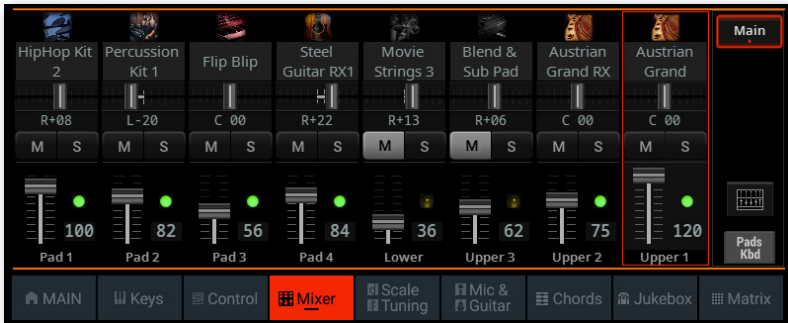 HipHop Kit 2
Percussion Kit 1
Flip Blip
Steel Guitar RX1
Movie Strings 3
Blend & Sub Pad
Austrian Grand RX
Austrian Grand
Main
R+08
L-20
C 00
R+22
R+13
R+06
C 00
C 00
M S
M S
M S
M S
M S
M S
M S
M S
100
82
56
84
36
62
75
120
Pad 1
Pad 2
Pad 3
Pad 4
Lower
Upper 3
Upper 2
Upper 1
Pads
Kbd
MAIN
Keys
Control
Mixer
Scale
Tuning
Mic &
Guitar
Chords
Jukebox
Matrix